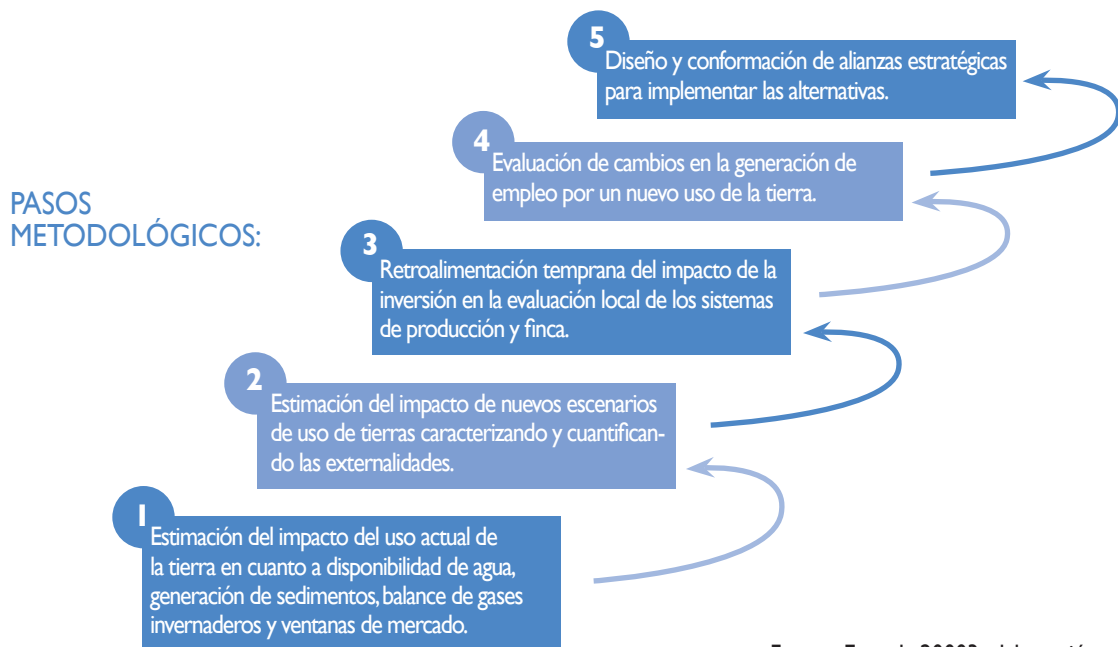 5
Diseño y conformación de alianzas estratégicas
para implementar las alternativas.
4
Evaluación de cambios en la generación de
empleo por un nuevo uso de la tierra.
PASOS
METODOLÓGICOS:
3
Retroalimentación temprana del impacto de la
inversión en la evaluación local de los sistemas
de producción y finca.
2
Estimación del impacto de nuevos escenarios
de uso de tierras caracterizando y cuantifican-
do las externalidades.
1
Estimación del impacto del uso actual de
la tierra en cuanto a disponibilidad de agua,
generación de sedimentos, balance de gases
invernaderos y ventanas de mercado.